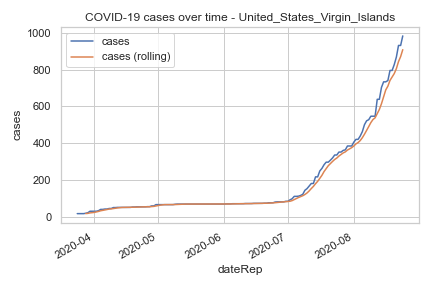 COVID-19 cases over time - United_States_Virgin_Islands
cases
cases (rolling)
1000
800
600
400
200
0
cases
2020-04
2020-05
2020-06
2020-07
2020-08
dateRep